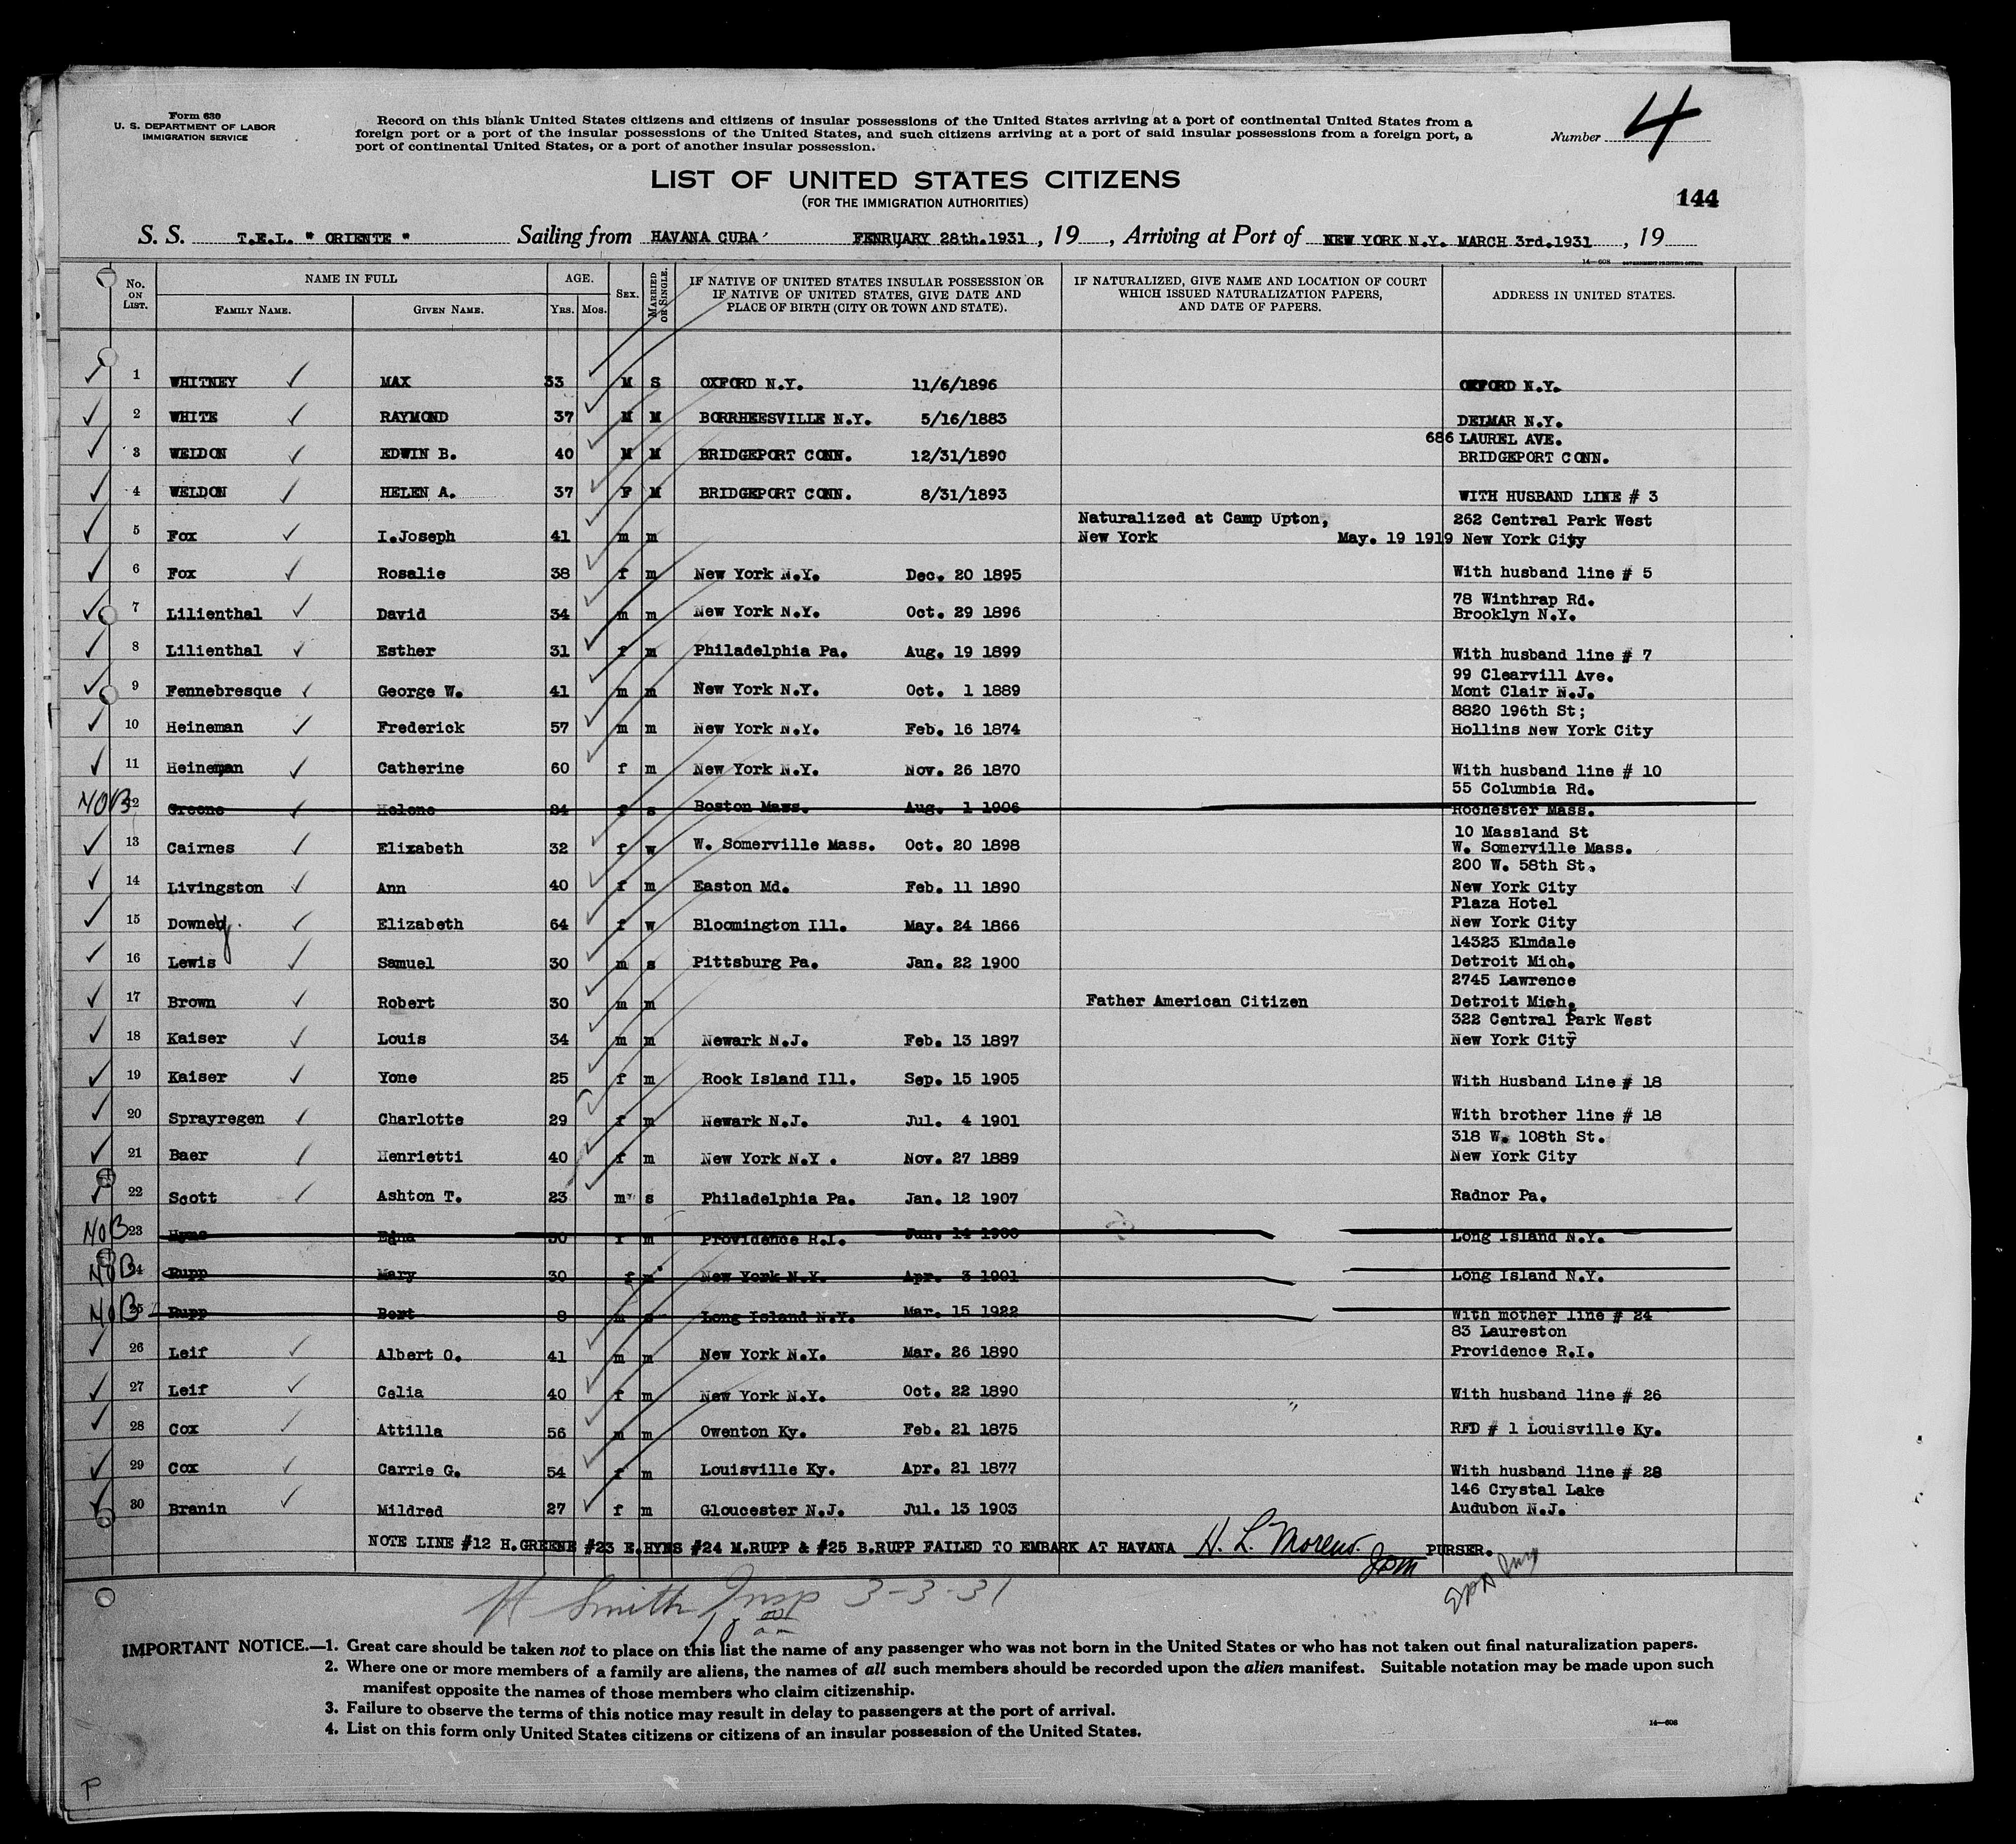 Form 630
U. S. DEPARTMENT OF LABOR
IMMIGRATION SERVICE
Record on this blank United States citizens and citizens of insular possessions of the United States arriving at a port of continental United States from a
foreign port or a port of the insular possessions of the United States, and such citizens arriving at a port of said insular possessions from a foreign port, a
port of continental United States, or a port of another insular possession.
Number 4
LIST OF UNITED STATES CITIZENS
(FOR THE IMMIGRATION AUTHORITIES)
144
S. S. T.E.L. " ORIENTE " Sailing from HAVANA CUBA FENRUARY 28th.1931, 19 , Arriving at Port of NEW YORK N.Y. MARCH 3rd.1931, 19
14—608 GOVERNMENT PRINTING OFFICE
No. ON LIST. NAME IN FULL AGE. SEX. MARRIED OR SINGLE. IF NATIVE OF UNITED STATES INSULAR POSSESSION OR IF NATIVE OF UNITED STATES, GIVE DATE AND PLACE OF BIRTH (CITY OR TOWN AND STATE). IF NATURALIZED, GIVE NAME AND LOCATION OF COURT WHICH ISSUED NATURALIZATION PAPERS, AND DATE OF PAPERS. ADDRESS IN UNITED STATES.
FAMILY NAME. GIVEN NAME. YRS. MOS.
1 WHITNEY MAX 33 M S OXFORD N.Y. 11/6/1896 OXFORD N.Y.
2 WHITE RAYMOND 37 M M BORRHEESVILLE N.Y. 5/16/1883 DELMAR N.Y.
686 LAUREL AVE.
3 WELDON EDWIN B. 40 M M BRIDGEPORT CONN. 12/31/1890 BRIDGEPORT CONN.
4 WELDON HELEN A. 37 F M BRIDGEPORT CONN. 8/31/1893 WITH HUSBAND LINE # 3
Naturalized at Camp Upton, 262 Central Park West
5 Fox I.Joseph 41 m m New York May. 19 1919 New York City
6 Fox Rosalie 38 f m New York N.Y. Dec. 20 1895 With husband line # 5
78 Winthrap Rd.
7 Lilienthal David 34 m m New York N.Y. Oct. 29 1896 Brooklyn N.Y.
8 Lilienthal Esther 31 f m Philadelphia Pa. Aug. 19 1899 With husband line # 7
99 Clearvill Ave.
9 Fennebresque George W. 41 m m New York N.Y. Oct. 1 1889 Mont Clair N.J.
8820 196th St;
10 Heineman Frederick 57 m m New York N.Y. Feb. 16 1874 Hollins New York City
11 Heineman Catherine 60 f m New York N.Y. Nov. 26 1870 With husband line # 10
55 Columbia Rd.
NOB 12 Greene Helene 24 f s Boston Mass. Aug. 1 1906 Rochester Mass.
10 Massland St
13 Cairnes Elizabeth 32 f w W. Somerville Mass. Oct. 20 1898 W. Somerville Mass.
200 W. 58th St.
14 Livingston Ann 40 f m Easton Md. Feb. 11 1890 New York City
Plaza Hotel
15 Downey Elizabeth 64 f w Bloomington Ill. May. 24 1866 New York City
14323 Elmdale
16 Lewis Samuel 30 m s Pittsburg Pa. Jan. 22 1900 Detroit Mich.
2745 Lawrence
17 Brown Robert 30 m m Father American Citizen Detroit Mich.
322 Central Park West
18 Kaiser Louis 34 m m Newark N.J. Feb. 13 1897 New York City
19 Kaiser Yone 25 f m Rock Island Ill. Sep. 15 1905 With Husband Line # 18
20 Sprayregen Charlotte 29 f m Newark N.J. Jul. 4 1901 With brother line # 18
318 W. 108th St.
21 Baer Henrietti 40 f m New York N.Y . Nov. 27 1889 New York City
22 Scott Ashton T. 23 m s Philadelphia Pa. Jan. 12 1907 Radnor Pa.
NOB 23 Hyns Edna 30 f m Providence R.I. Jun. 14 1900 Long Island N.Y.
NOB 24 Rupp Mary 30 f m New York N.Y. Apr. 3 1901 Long Island N.Y.
NOB 25 Rupp Bert 8 m s Long Island N.Y. Mar. 15 1922 With mother line # 24
83 Laureston
26 Leif Albert O. 41 m m New York N.Y. Mar. 26 1890 Providence R.I.
27 Leif Celia 40 f m New York N.Y. Oct. 22 1890 With husband line # 26
28 Cox Attilla 56 m m Owenton Ky. Feb. 21 1875 RFD # 1 Louisville Ky.
29 Cox Carrie G. 54 f m Louisville Ky. Apr. 21 1877 With husband line # 28
146 Crystal Lake
30 Branin Mildred 27 f m Gloucester N.J. Jul. 13 1903 Audubon N.J.
NOTE LINE #12 H.GREENE #23 E.HYNS #24 M.RUPP & #25 B.RUPP FAILED TO EMBARK AT HAVANA H. L. Moreno. PURSER.
H Smith Insp 3-3-31
IMPORTANT NOTICE.—1. Great care should be taken not to place on this list the name of any passenger who was not born in the United States or who has not taken out final naturalization papers.
2. Where one or more members of a family are aliens, the names of all such members should be recorded upon the alien manifest. Suitable notation may be made upon such
manifest opposite the names of those members who claim citizenship.
3. Failure to observe the terms of this notice may result in delay to passengers at the port of arrival.
4. List on this form only United States citizens or citizens of an insular possession of the United States.
14—608
P